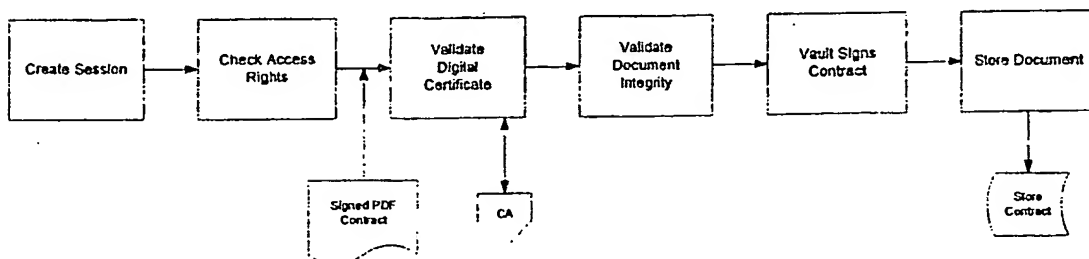 Create Session
Check Access
Rights
Validate
Digital
Certificate
Validate
Document
Integrity
Vault Signs
Contract
Store Document
Signed PDF
Contract
CA
Store
Contract